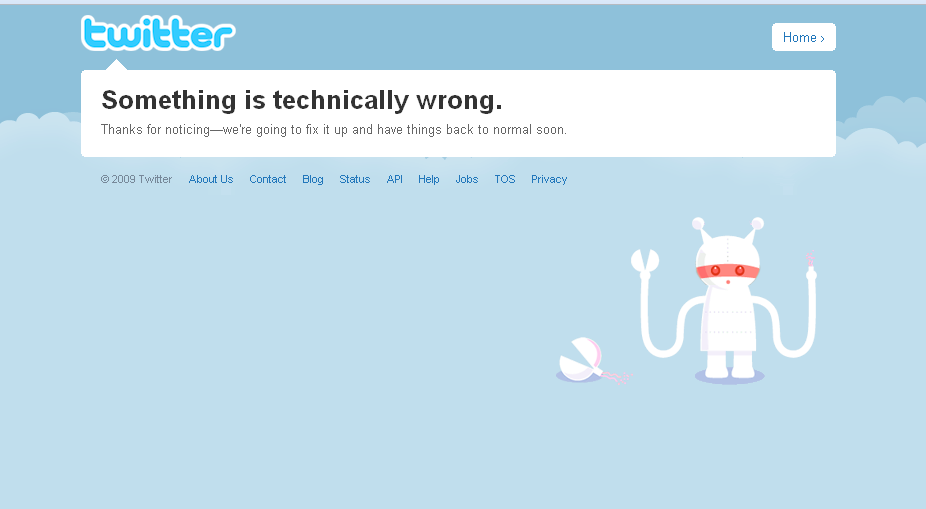 twitter
Home ›
Something is technically wrong.
Thanks for noticing—we're going to fix it up and have things back to normal soon.
© 2009 Twitter About Us Contact Blog Status API Help Jobs TOS Privacy